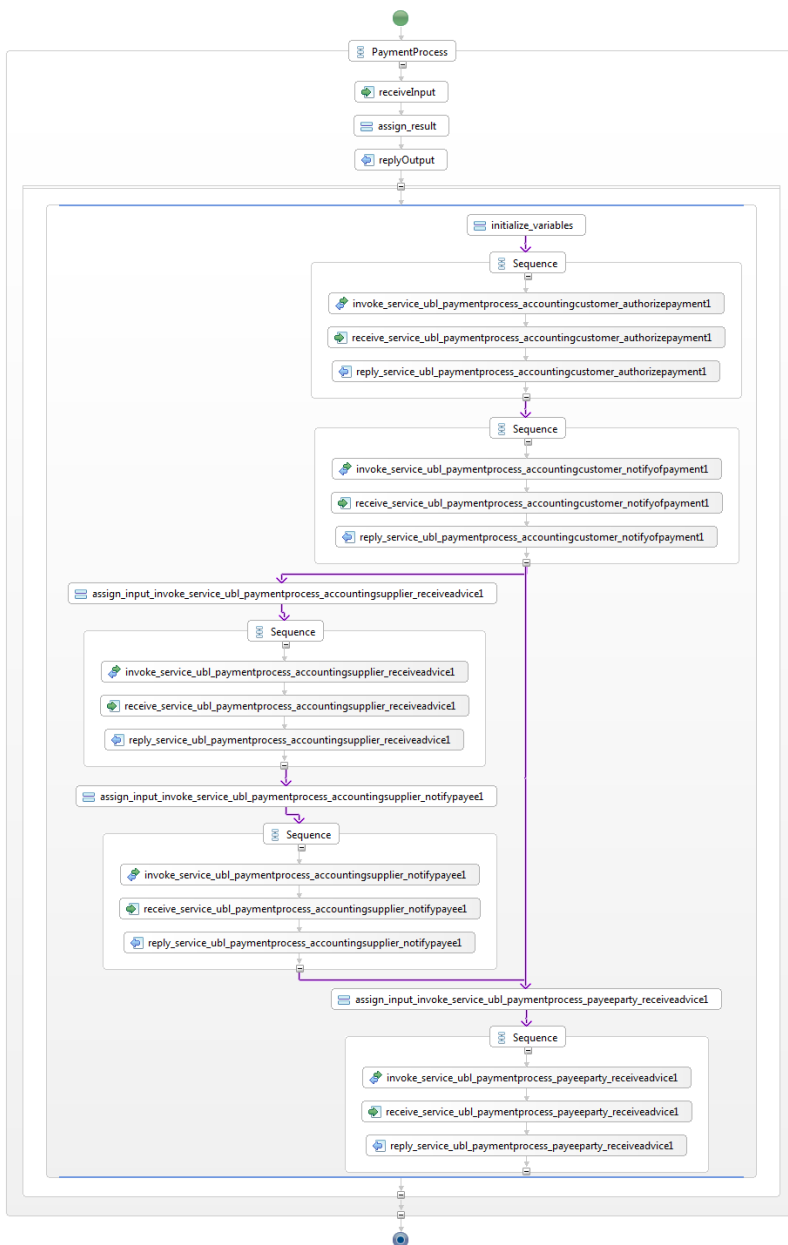 PaymentProcess
receiveInput
assign_result
replyOutput
initialize_variables
Sequence
invoke_service_ubl_paymentprocess_accountingcustomer_authorizepayment1
receive_service_ubl_paymentprocess_accountingcustomer_authorizepayment1
reply_service_ubl_paymentprocess_accountingcustomer_authorizepayment1
Sequence
invoke_service_ubl_paymentprocess_accountingcustomer_notifyofpayment1
receive_service_ubl_paymentprocess_accountingcustomer_notifyofpayment1
reply_service_ubl_paymentprocess_accountingcustomer_notifyofpayment1
assign_input_invoke_service_ubl_paymentprocess_accountingsupplier_receiveadvice1
Sequence
invoke_service_ubl_paymentprocess_accountingsupplier_receiveadvice1
receive_service_ubl_paymentprocess_accountingsupplier_receiveadvice1
reply_service_ubl_paymentprocess_accountingsupplier_receiveadvice1
assign_input_invoke_service_ubl_paymentprocess_accountingsupplier_notifypayee1
Sequence
invoke_service_ubl_paymentprocess_accountingsupplier_notifypayee1
receive_service_ubl_paymentprocess_accountingsupplier_notifypayee1
reply_service_ubl_paymentprocess_accountingsupplier_notifypayee1
assign_input_invoke_service_ubl_paymentprocess_payeeparty_receiveadvice1
Sequence
invoke_service_ubl_paymentprocess_payeeparty_receiveadvice1
receive_service_ubl_paymentprocess_payeeparty_receiveadvice1
reply_service_ubl_paymentprocess_payeeparty_receiveadvice1